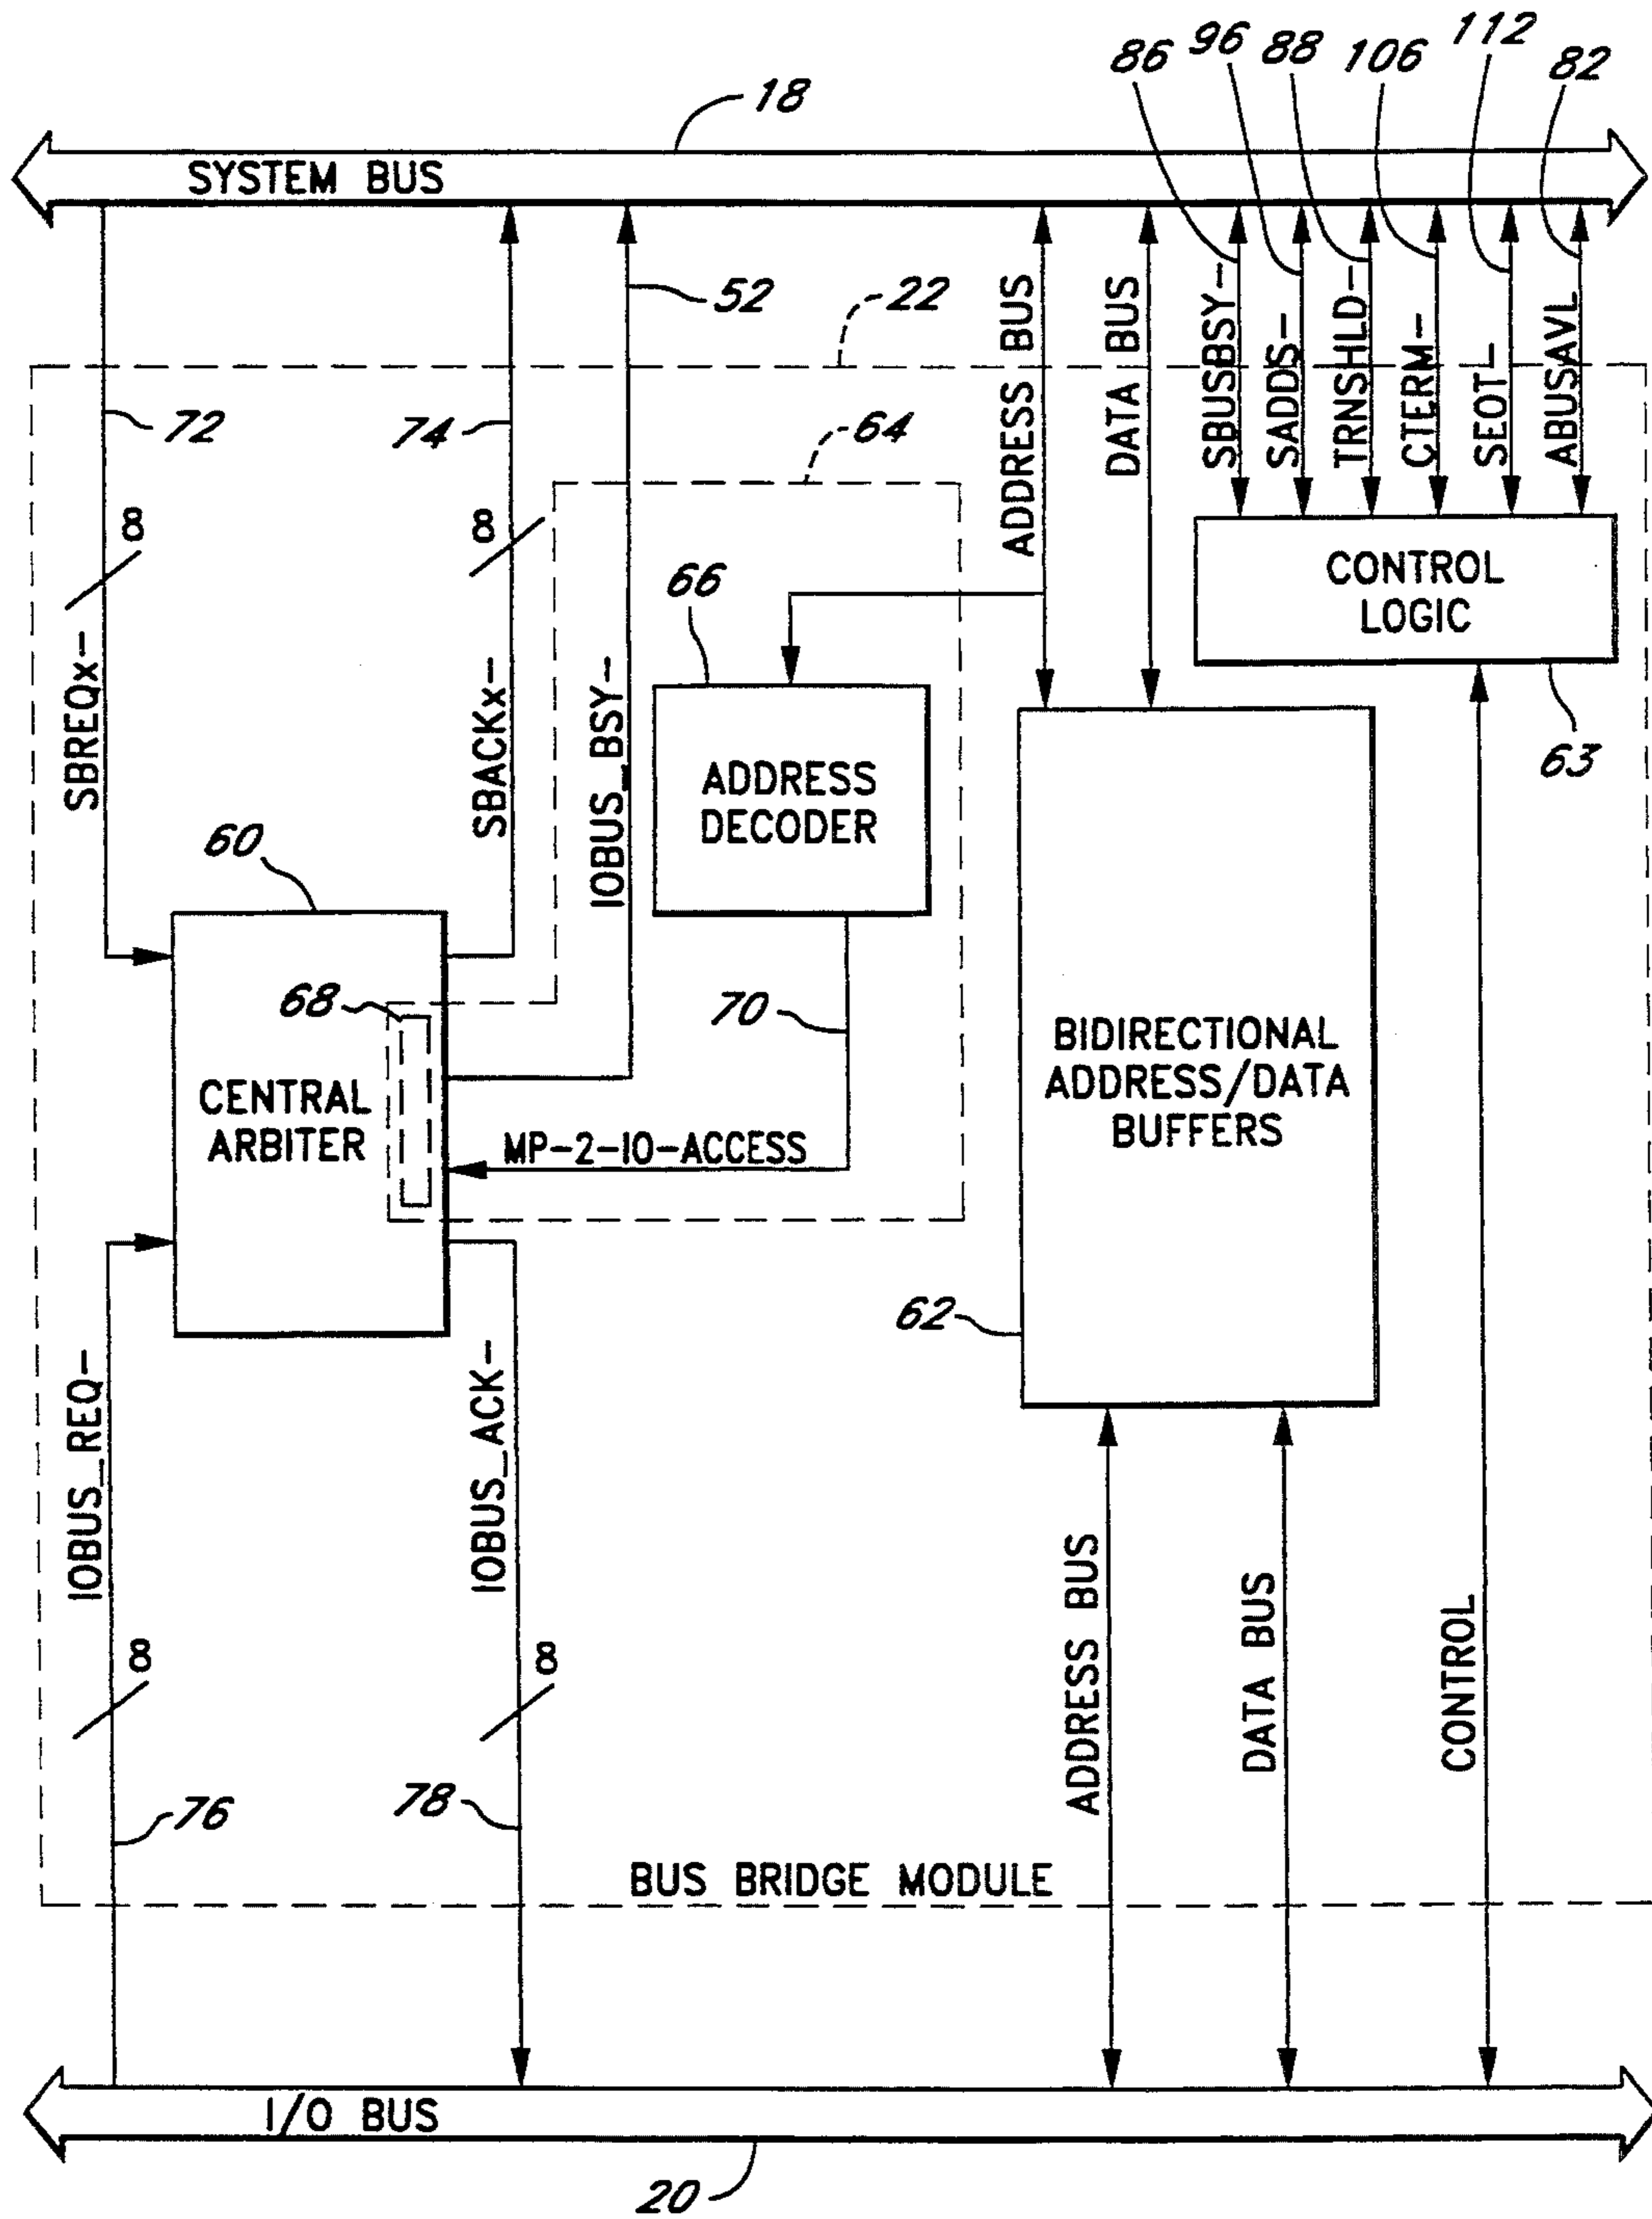 86
96
88
106
112
82
18
SYSTEM BUS
52
22
72
74
64
ADDRESS BUS
DATA BUS
SBUSBSY-
SADDS-
TRNSHLD-
CTERM-
SEOT-
ABUSAVL
8
8
66
CONTROL
LOGIC
63
SBREQx-
SBACKx-
IOBUS_BSY-
ADDRESS
DECODER
60
68
70
CENTRAL
ARBITER
MP-2-IO-ACCESS
BIDIRECTIONAL
ADDRESS/DATA
BUFFERS
62
IOBUS_REQ-
IOBUS_ACK-
8
8
ADDRESS BUS
DATA BUS
CONTROL
76
78
BUS BRIDGE MODULE
I/O BUS
20